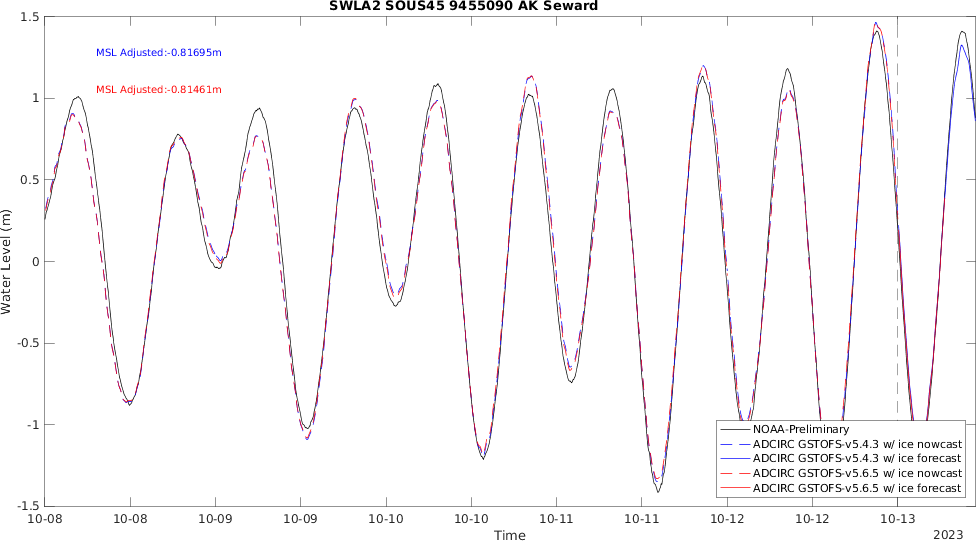 SWLA2 SOUS45 9455090 AK Seward
1.5
MSL Adjusted:-0.81695m
MSL Adjusted:-0.81461m
1
0.5
Water Level (m)
0
-0.5
-1
NOAA-Preliminary
ADCIRC GSTOFS-v5.4.3 w/ ice nowcast
ADCIRC GSTOFS-v5.4.3 w/ ice forecast
ADCIRC GSTOFS-v5.6.5 w/ ice nowcast
ADCIRC GSTOFS-v5.6.5 w/ ice forecast
-1.5
10-08 10-08 10-09 10-09 10-10 10-10 10-11 10-11 10-12 10-12 10-13
Time
2023